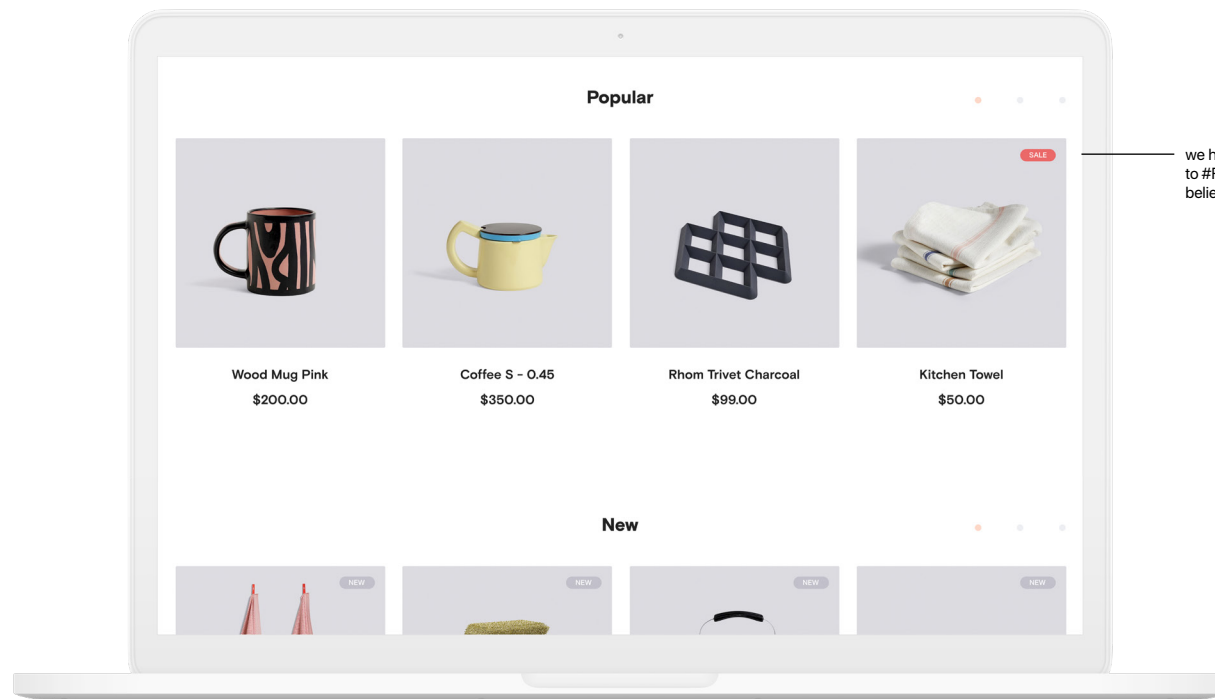 Popular
SALE
we h
to #F
belie
Wood Mug Pink
Coffee S - 0.45
Rhom Trivet Charcoal
Kitchen Towel
$200.00
$350.00
$99.00
$50.00
New
NEW
NEW
NEW
NEW